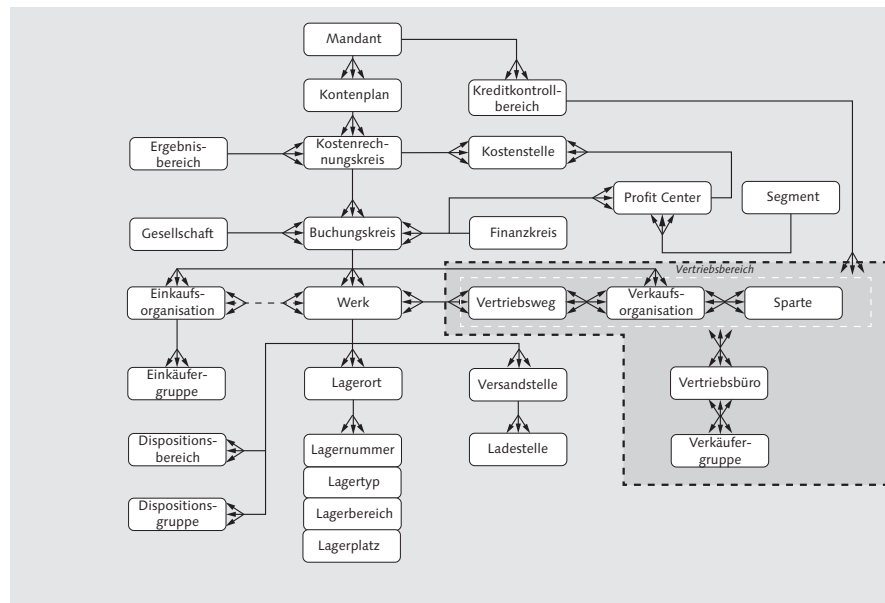 Mandant
Kontenplan
Kreditkontroll-
bereich
Ergebnis-
bereich
Kostenrech-
nungskreis
Kostenstelle
Profit Center
Segment
Gesellschaft
Buchungskreis
Finanzkreis
Vertriebsbereich
Einkaufs-
organisation
Werk
Vertriebsweg
Verkaufs-
organisation
Sparte
Einkäufer-
gruppe
Lagerort
Versandstelle
Vertriebsbüro
Dispositions-
bereich
Lagernummer
Ladestelle
Verkäufer-
gruppe
Lagertyp
Dispositions-
gruppe
Lagerbereich
Lagerplatz